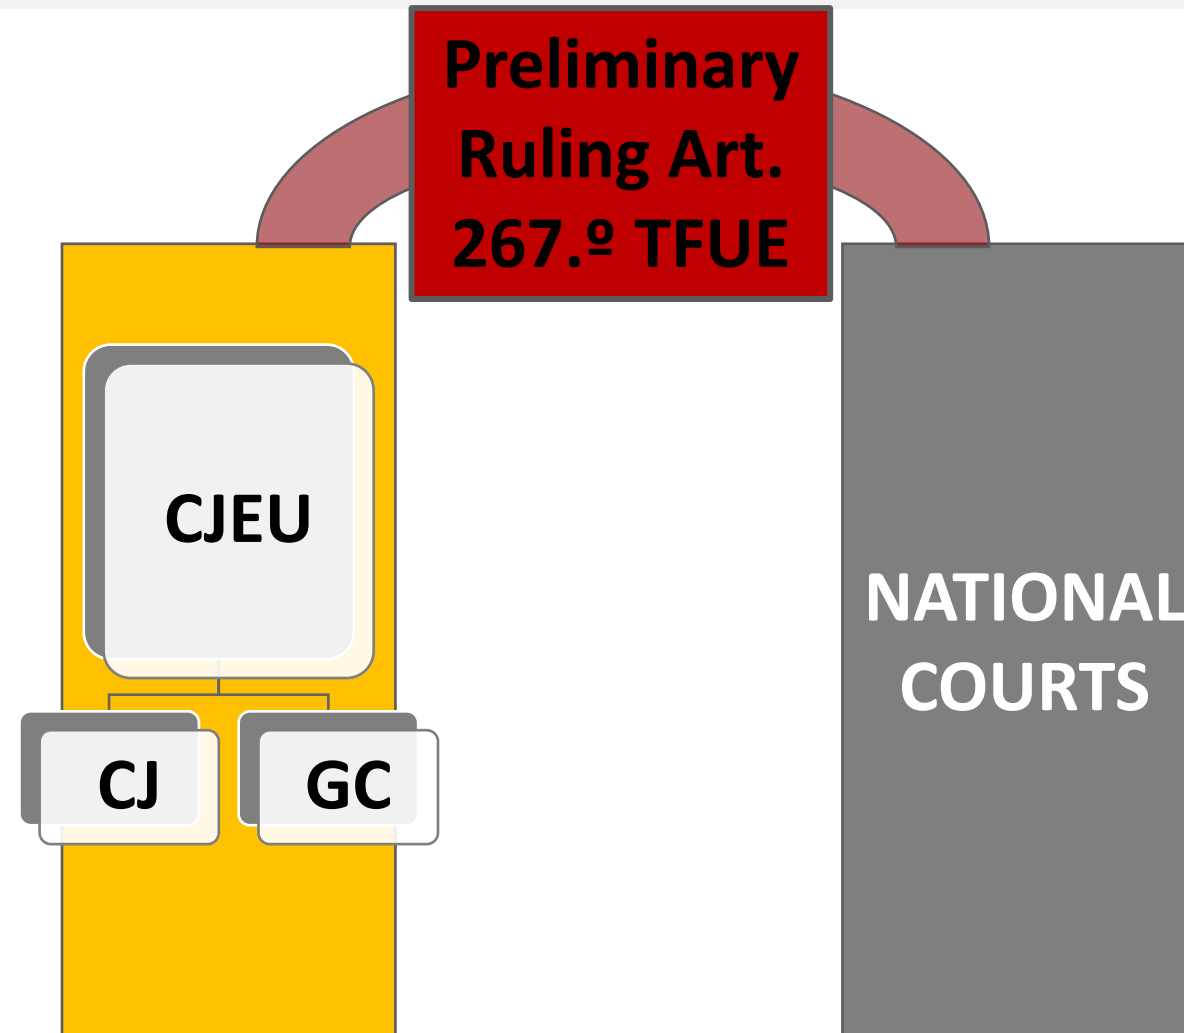 Preliminary
Ruling Art.
267.º TFUE
CJEU
CJ
GC
NATIONAL
COURTS